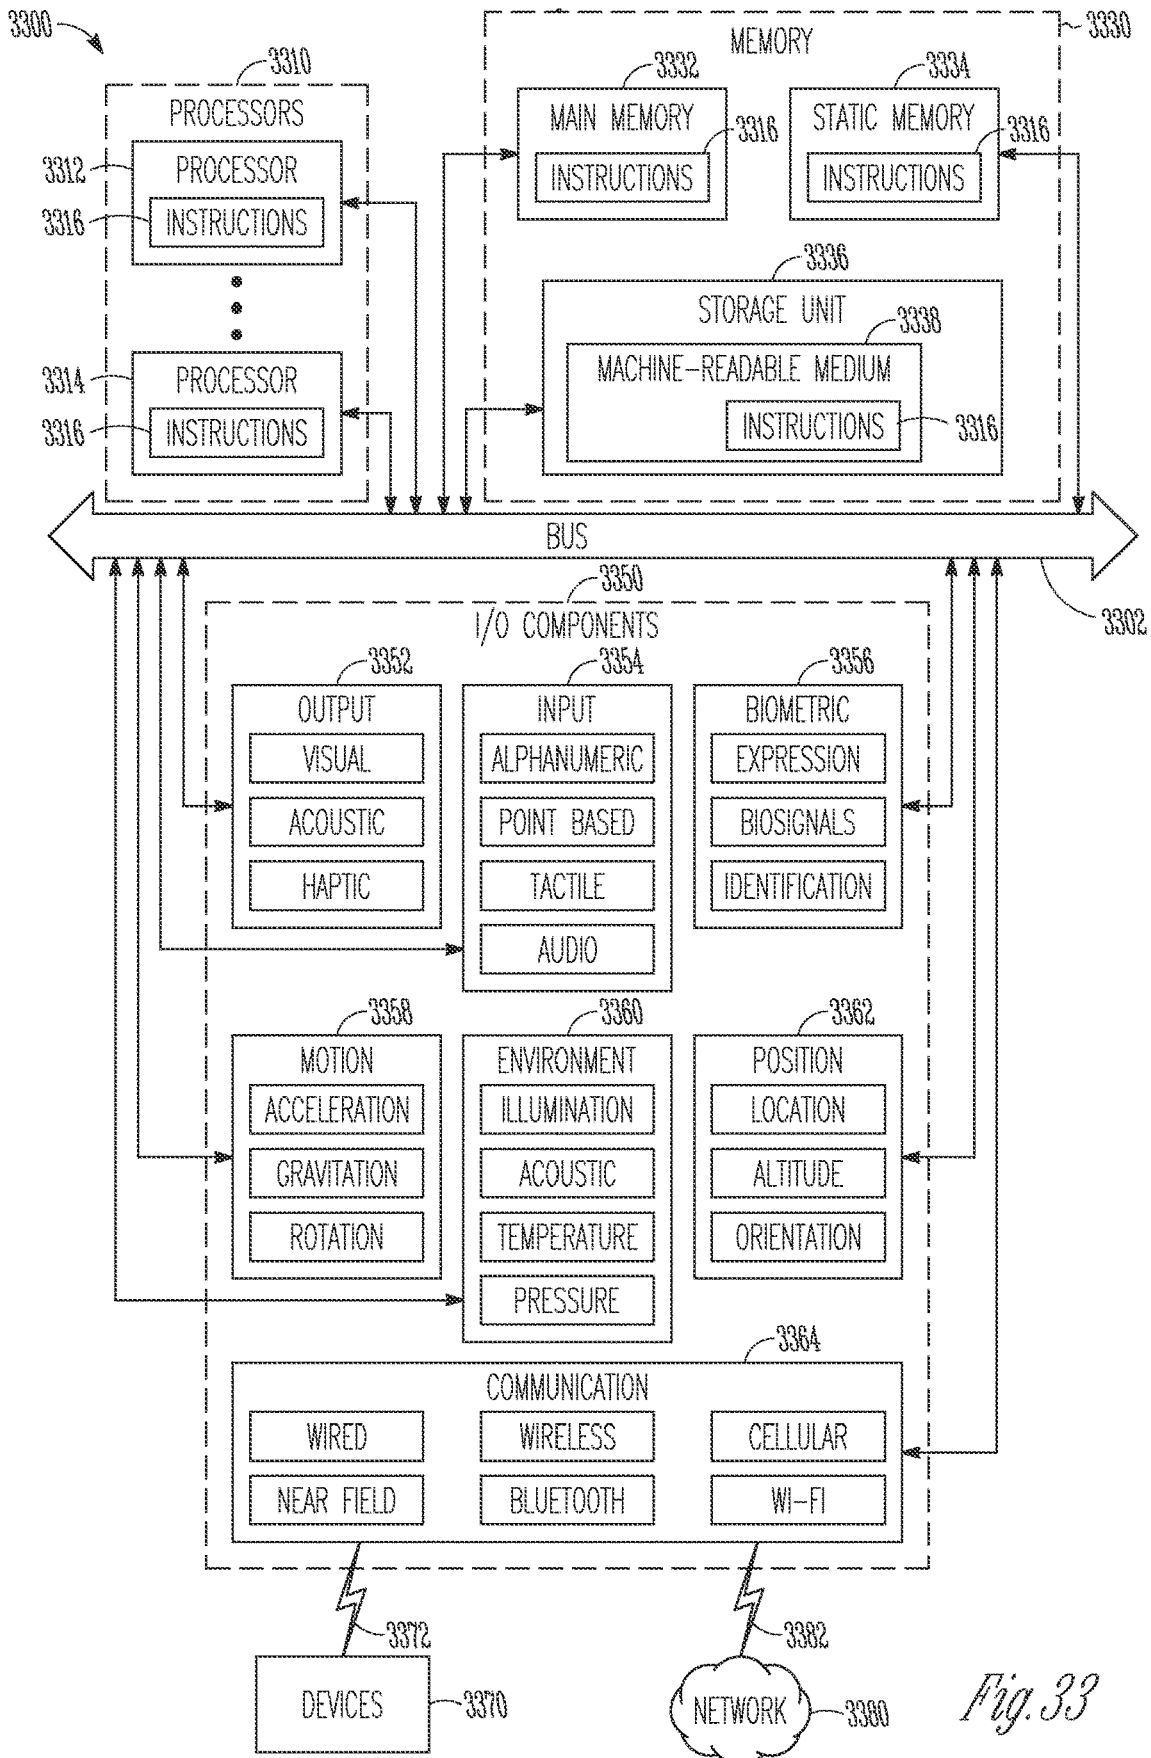 3300
3310
PROCESSORS
3312
PROCESSOR
3316
INSTRUCTIONS
3314
PROCESSOR
3316
INSTRUCTIONS
3330
MEMORY
3332
MAIN MEMORY
3316
INSTRUCTIONS
3334
STATIC MEMORY
3316
INSTRUCTIONS
3336
STORAGE UNIT
3338
MACHINE-READABLE MEDIUM
INSTRUCTIONS
3316
BUS
3302
3350
I/O COMPONENTS
3352
OUTPUT
VISUAL
ACOUSTIC
HAPTIC
3354
INPUT
ALPHANUMERIC
POINT BASED
TACTILE
AUDIO
3356
BIOMETRIC
EXPRESSION
BIOSIGNALS
IDENTIFICATION
3358
MOTION
ACCELERATION
GRAVITATION
ROTATION
3360
ENVIRONMENT
ILLUMINATION
ACOUSTIC
TEMPERATURE
PRESSURE
3362
POSITION
LOCATION
ALTITUDE
ORIENTATION
3364
COMMUNICATION
WIRED
WIRELESS
CELLULAR
NEAR FIELD
BLUETOOTH
WI-FI
3372
3382
DEVICES
3370
NETWORK
3380
Fig. 33